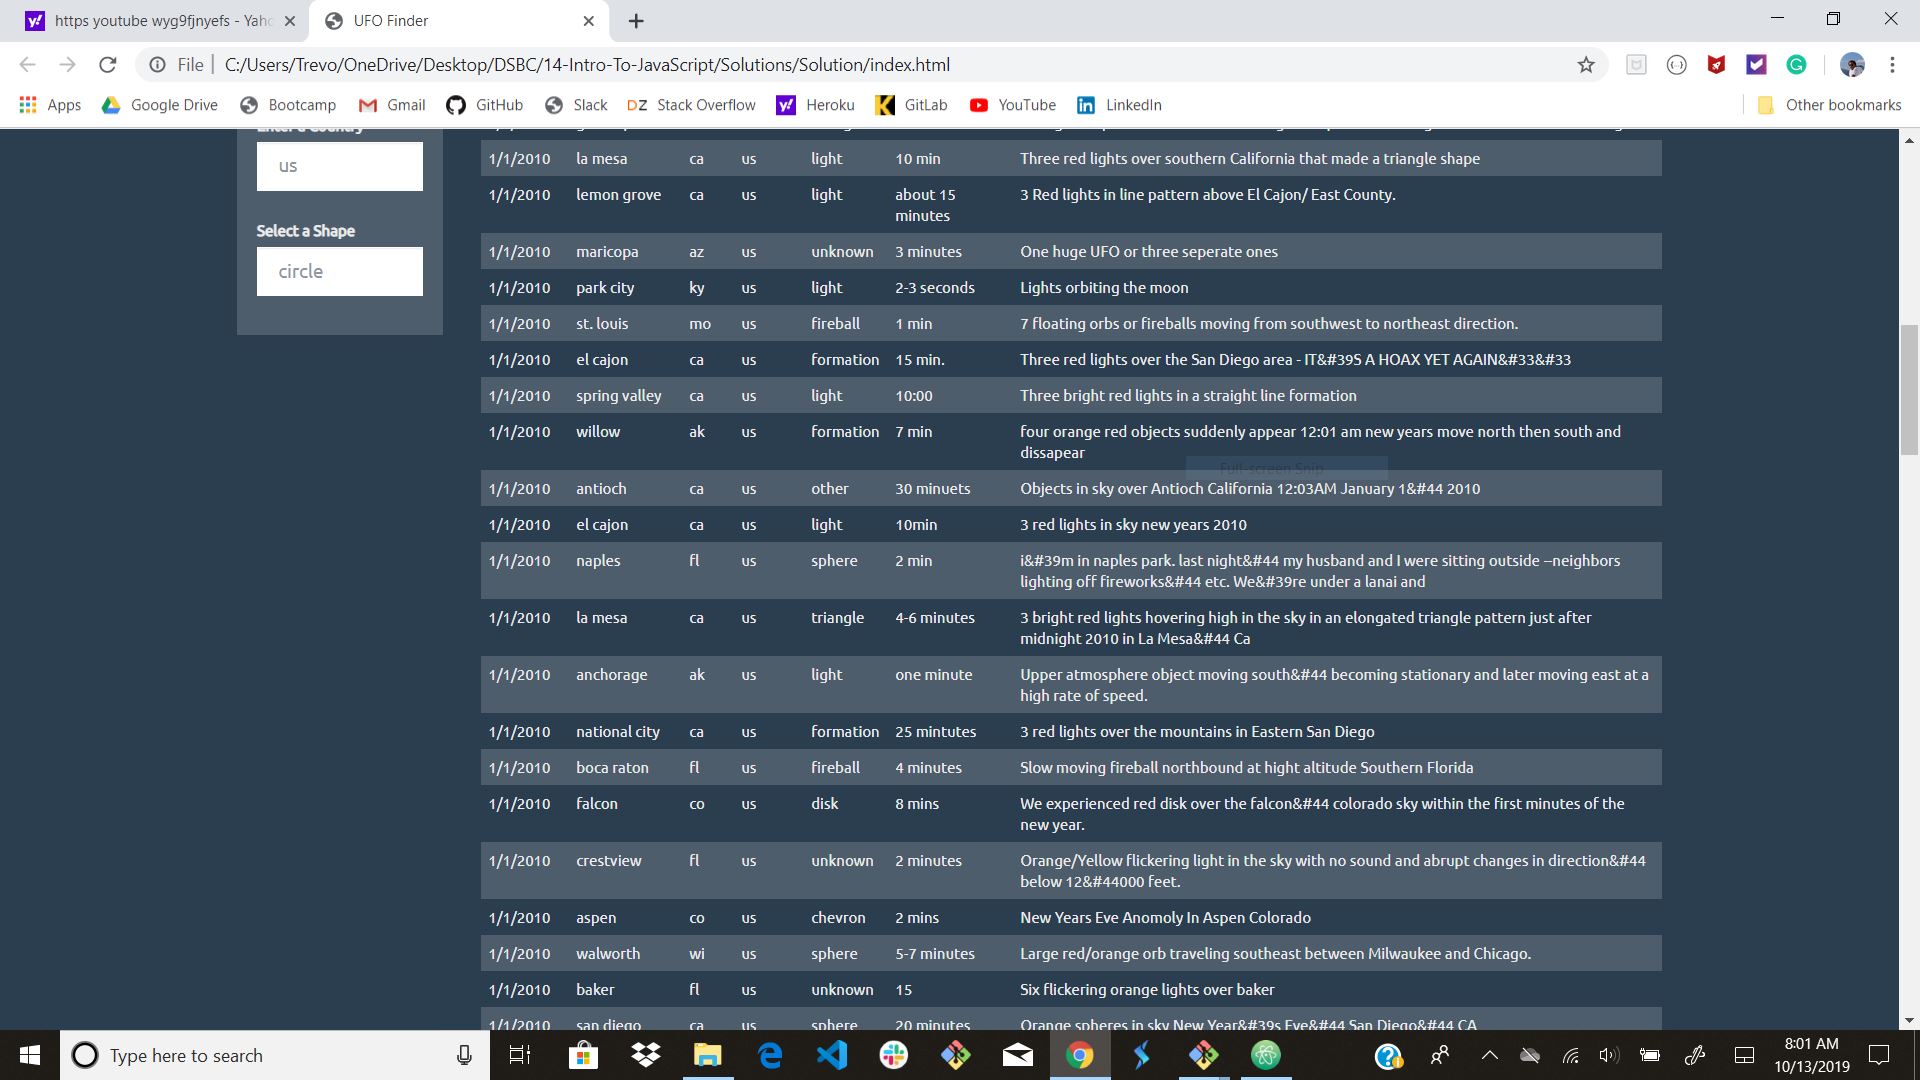 https youtube wyg9fjnyefs - Yaho
UFO Finder
File
C:/Users/Trevo/OneDrive/Desktop/DSBC/14-Intro-To-JavaScript/Solutions/Solution/index.html
Apps Google Drive Bootcamp Gmail GitHub Slack DZ Stack Overflow Heroku GitLab YouTube LinkedIn Other bookmarks
Enter a Country
us
Select a Shape
circle
1/1/2010 la mesa ca us light 10 min Three red lights over southern California that made a triangle shape
1/1/2010 lemon grove ca us light about 15 minutes 3 Red lights in line pattern above El Cajon/ East County.
1/1/2010 maricopa az us unknown 3 minutes One huge UFO or three seperate ones
1/1/2010 park city ky us light 2-3 seconds Lights orbiting the moon
1/1/2010 st. louis mo us fireball 1 min 7 floating orbs or fireballs moving from southwest to northeast direction.
1/1/2010 el cajon ca us formation 15 min. Three red lights over the San Diego area - IT&#39S A HOAX YET AGAIN&#33&#33
1/1/2010 spring valley ca us light 10:00 Three bright red lights in a straight line formation
1/1/2010 willow ak us formation 7 min four orange red objects suddenly appear 12:01 am new years move north then south and
dissapear
Full-screen Snip
1/1/2010 antioch ca us other 30 minuets Objects in sky over Antioch California 12:03AM January 1&#44 2010
1/1/2010 el cajon ca us light 10min 3 red lights in sky new years 2010
1/1/2010 naples fl us sphere 2 min i&#39m in naples park. last night&#44 my husband and I were sitting outside --neighbors
lighting off fireworks&#44 etc. We&#39re under a lanai and
1/1/2010 la mesa ca us triangle 4-6 minutes 3 bright red lights hovering high in the sky in an elongated triangle pattern just after
midnight 2010 in La Mesa&#44 Ca
1/1/2010 anchorage ak us light one minute Upper atmosphere object moving south&#44 becoming stationary and later moving east at a
high rate of speed.
1/1/2010 national city ca us formation 25 mintutes 3 red lights over the mountains in Eastern San Diego
1/1/2010 boca raton fl us fireball 4 minutes Slow moving fireball northbound at hight altitude Southern Florida
1/1/2010 falcon co us disk 8 mins We experienced red disk over the falcon&#44 colorado sky within the first minutes of the
new year.
1/1/2010 crestview fl us unknown 2 minutes Orange/Yellow flickering light in the sky with no sound and abrupt changes in direction&#44
below 12&#44000 feet.
1/1/2010 aspen co us chevron 2 mins New Years Eve Anomoly In Aspen Colorado
1/1/2010 walworth wi us sphere 5-7 minutes Large red/orange orb traveling southeast between Milwaukee and Chicago.
1/1/2010 baker fl us unknown 15 Six flickering orange lights over baker
1/1/2010 san diego ca us sphere 20 minutes Orange spheres in sky New Year&#39s Eve&#44 San Diego&#44 CA
Type here to search
8:01 AM
10/13/2019